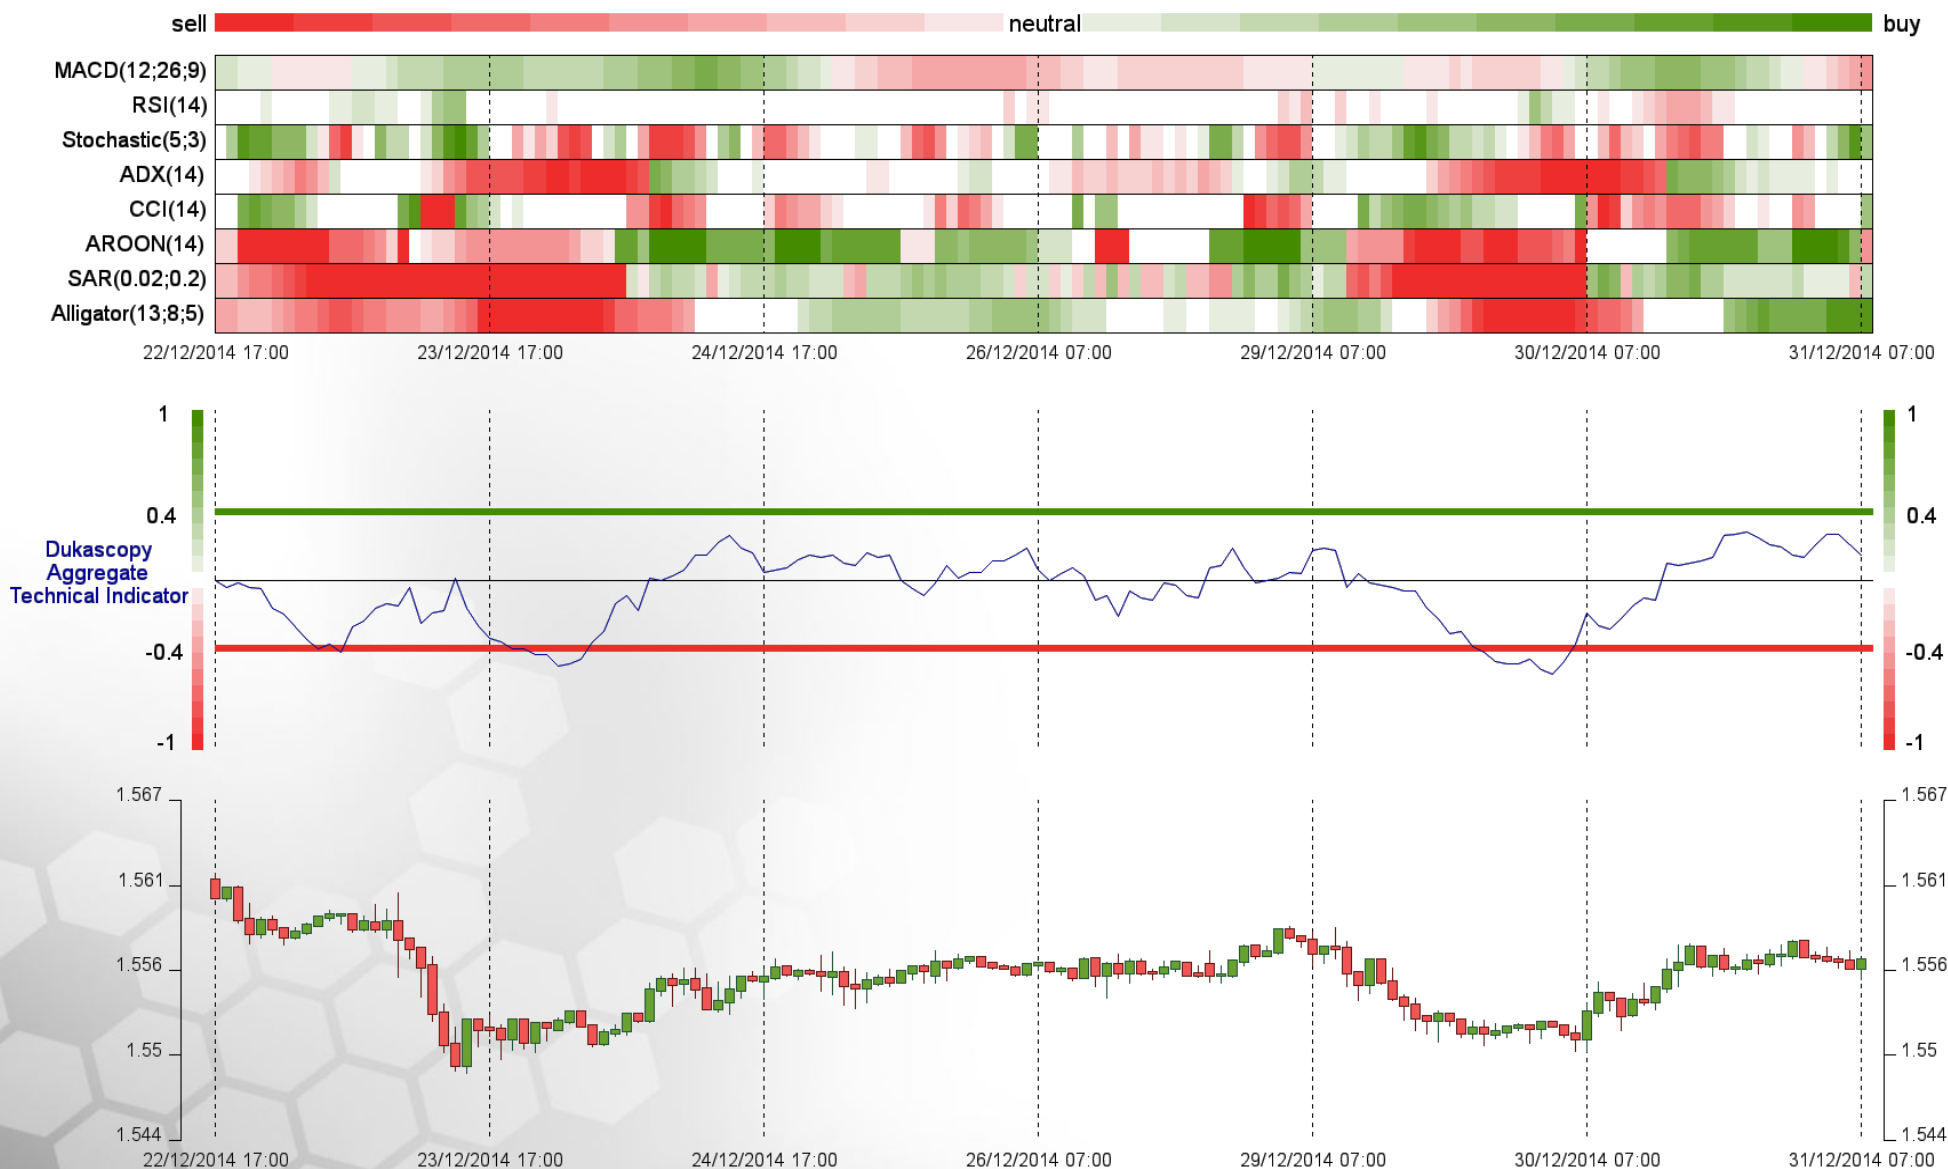 sell neutral buy
MACD(12;26;9)
RSI(14)
Stochastic(5;3)
ADX(14)
CCI(14)
AROON(14)
SAR(0.02;0.2)
Alligator(13;8;5)
22/12/2014 17:00 23/12/2014 17:00 24/12/2014 17:00 26/12/2014 07:00 29/12/2014 07:00 30/12/2014 07:00 31/12/2014 07:00
1 1
0.4 0.4
Dukascopy
Aggregate
Technical Indicator
-0.4 -0.4
-1 -1
1.567 1.567
1.561 1.561
1.556 1.556
1.55 1.55
1.544 1.544
22/12/2014 17:00 23/12/2014 17:00 24/12/2014 17:00 26/12/2014 07:00 29/12/2014 07:00 30/12/2014 07:00 31/12/2014 07:00